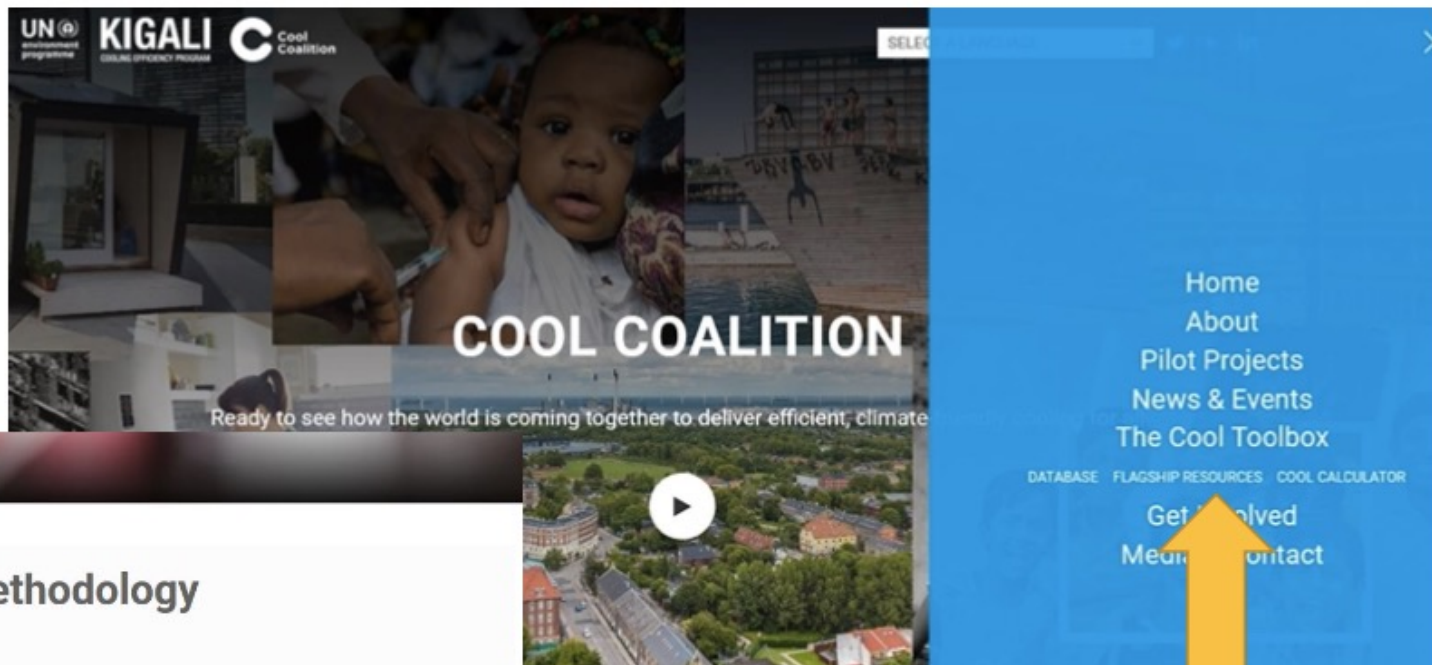 UN
environment
programme
KIGALI
COOLING EFFICIENCY PROGRAM
Cool
Coalition
SELEC
COOL COALITION
Ready to see how the world is coming together to deliver efficient, climate
Home
About
Pilot Projects
News & Events
The Cool Toolbox
DATABASE FLAGSHIP RESOURCES COOL CALCULATOR
Get
olved
Medi
ontact
ethodology